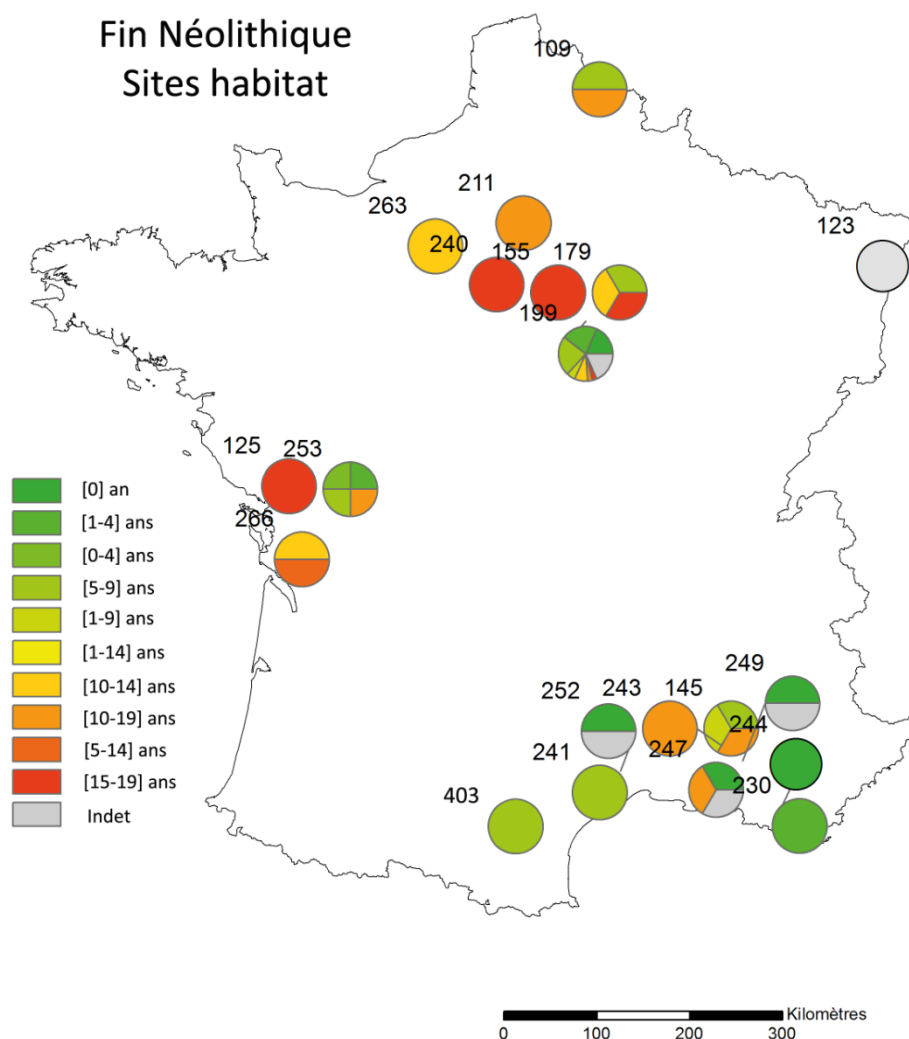 Fin Néolithique
Sites habitat
109
211
263
123
240
155
179
199
125
253
266
[0] an
[1-4] ans
[0-4] ans
[5-9] ans
[1-9] ans
[1-14] ans
[10-14] ans
[10-19] ans
[5-14] ans
[15-19] ans
Indet
249
252
243
145
244
241
247
230
403
Kilomètres
0 100 200 300